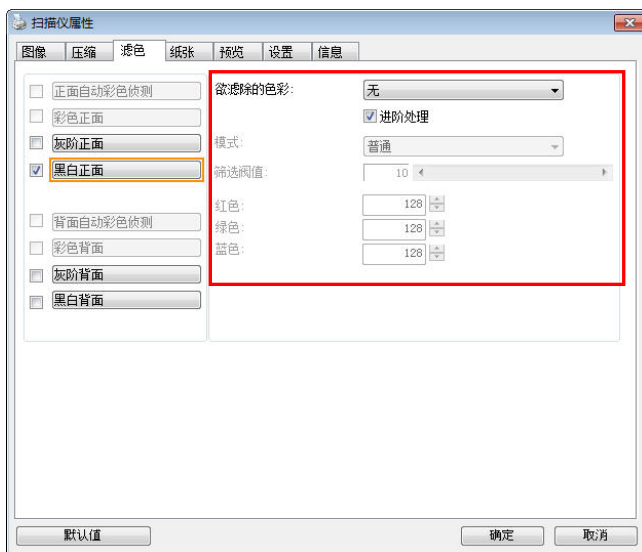 扫描仪属性
图像 压缩 滤色 纸张 预览 设置 信息
正面自动彩色侦测
彩色正面
灰阶正面
黑白正面
背面自动彩色侦测
彩色背面
灰阶背面
黑白背面
欲滤除的色彩: 无
进阶处理
模式: 普通
筛选阀值: 10
红色: 128
绿色: 128
蓝色: 128
默认值 确定 取消